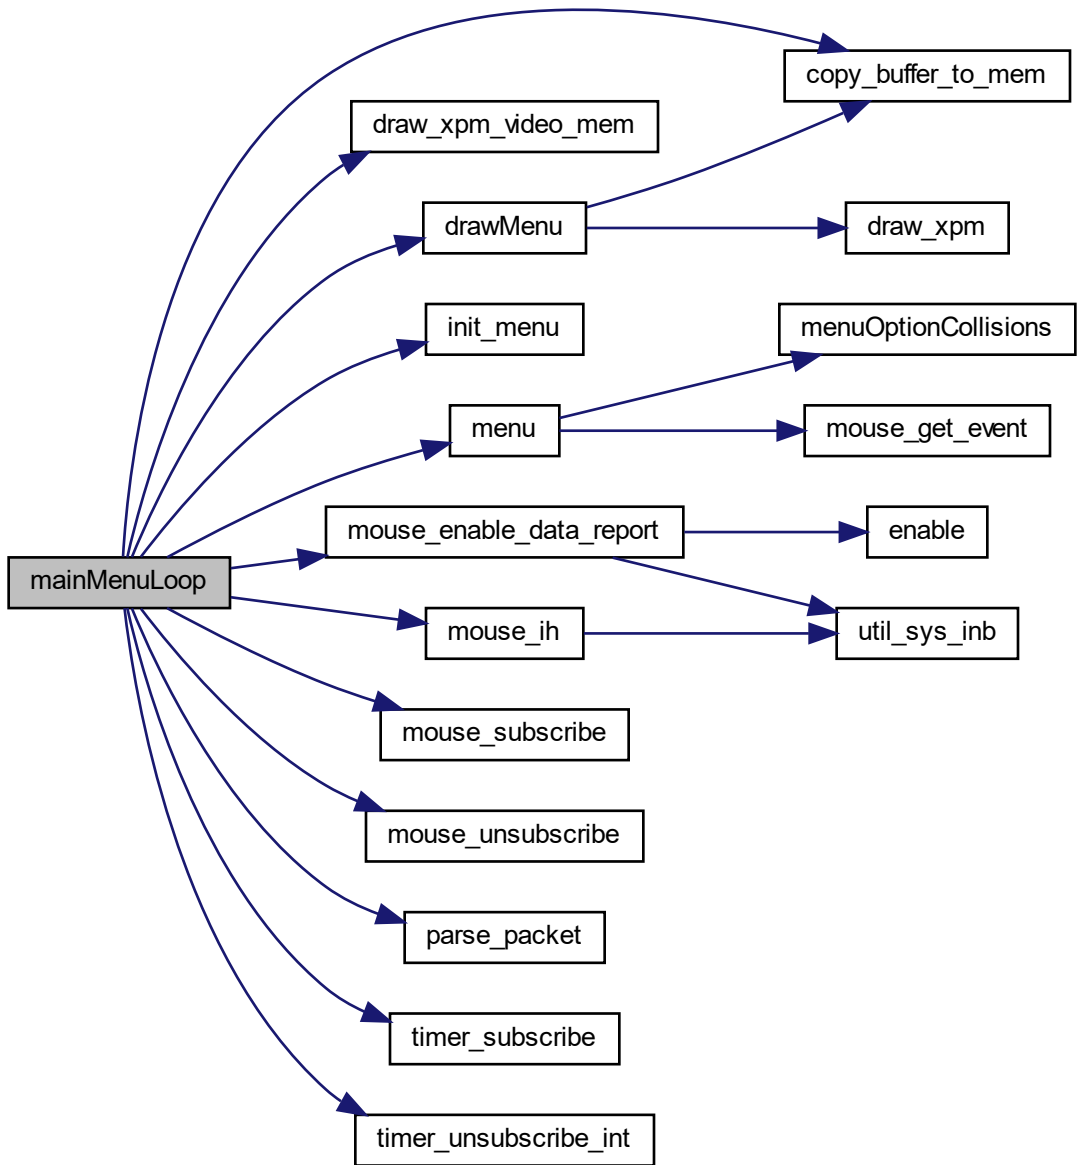 copy_buffer_to_mem
draw_xpm_video_mem
drawMenu
draw_xpm
init_menu
menuOptionCollisions
menu
mouse_get_event
mouse_enable_data_report
enable
mainMenuLoop
mouse_ih
util_sys_inb
mouse_subscribe
mouse_unsubscribe
parse_packet
timer_subscribe
timer_unsubscribe_int